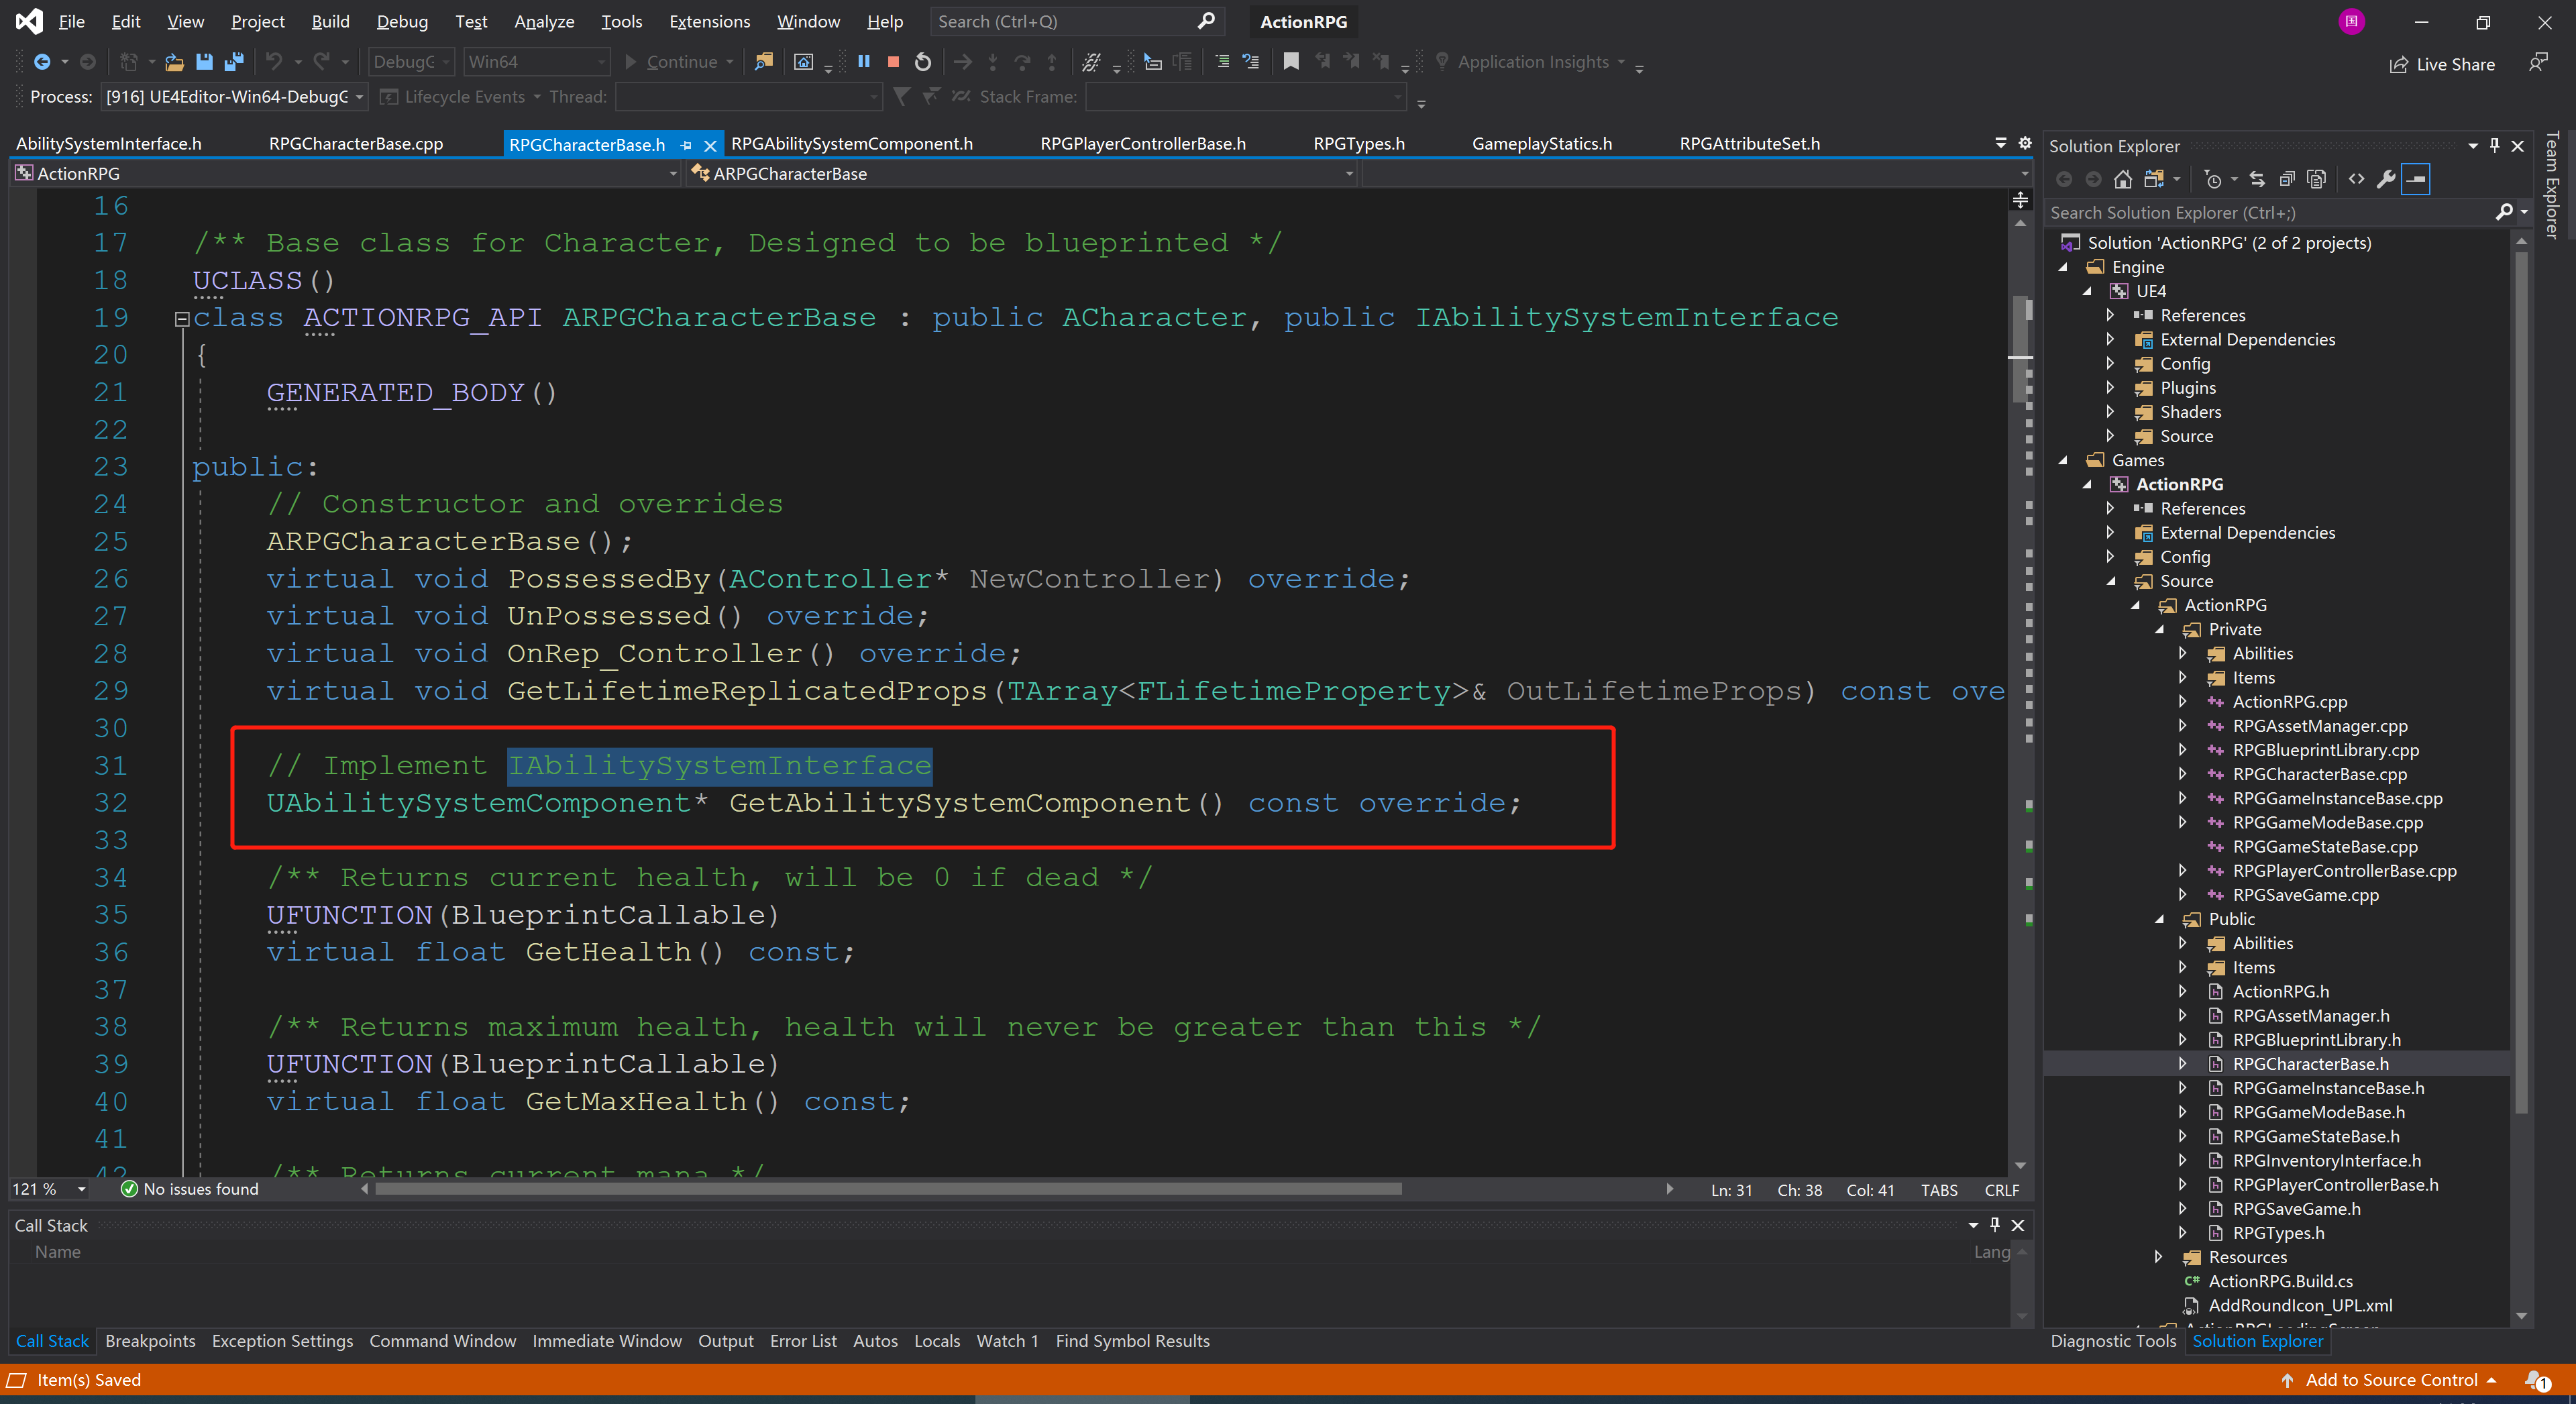 File Edit View Project Build Debug Test Analyze Tools Extensions Window Help Search (Ctrl+Q) ActionRPG 国
DebugG Win64 Continue Application Insights Live Share
Process: [916] UE4Editor-Win64-DebugG Lifecycle Events Thread: Stack Frame:
AbilitySystemInterface.h RPGCharacterBase.cpp RPGCharacterBase.h RPGAbilitySystemComponent.h RPGPlayerControllerBase.h RPGTypes.h GameplayStatics.h RPGAttributeSet.h
ActionRPG ARPGCharacterBase
16
17 /** Base class for Character, Designed to be blueprinted */
18 UCLASS()
19 class ACTIONRPG_API ARPGCharacterBase : public ACharacter, public IAbilitySystemInterface
20 {
21 GENERATED_BODY()
22
23 public:
24 // Constructor and overrides
25 ARPGCharacterBase();
26 virtual void PossessedBy(AController* NewController) override;
27 virtual void UnPossessed() override;
28 virtual void OnRep_Controller() override;
29 virtual void GetLifetimeReplicatedProps(TArray<FLifetimeProperty>& OutLifetimeProps) const ove
30
31 // Implement IAbilitySystemInterface
32 UAbilitySystemComponent* GetAbilitySystemComponent() const override;
33
34 /** Returns current health, will be 0 if dead */
35 UFUNCTION(BlueprintCallable)
36 virtual float GetHealth() const;
37
38 /** Returns maximum health, health will never be greater than this */
39 UFUNCTION(BlueprintCallable)
40 virtual float GetMaxHealth() const;
41
42 /** Returns current mana */
121 % No issues found Ln: 31 Ch: 38 Col: 41 TABS CRLF
Call Stack
Name Lang
Call Stack Breakpoints Exception Settings Command Window Immediate Window Output Error List Autos Locals Watch 1 Find Symbol Results
Solution Explorer
Search Solution Explorer (Ctrl+;)
Solution 'ActionRPG' (2 of 2 projects)
Engine
UE4
References
External Dependencies
Config
Plugins
Shaders
Source
Games
ActionRPG
References
External Dependencies
Config
Source
ActionRPG
Private
Abilities
Items
ActionRPG.cpp
RPGAssetManager.cpp
RPGBlueprintLibrary.cpp
RPGCharacterBase.cpp
RPGGameInstanceBase.cpp
RPGGameModeBase.cpp
RPGGameStateBase.cpp
RPGPlayerControllerBase.cpp
RPGSaveGame.cpp
Public
Abilities
Items
ActionRPG.h
RPGAssetManager.h
RPGBlueprintLibrary.h
RPGCharacterBase.h
RPGGameInstanceBase.h
RPGGameModeBase.h
RPGGameStateBase.h
RPGInventoryInterface.h
RPGPlayerControllerBase.h
RPGSaveGame.h
RPGTypes.h
Resources
C# ActionRPG.Build.cs
AddRoundIcon_UPL.xml
ActionRPGLoadingScreen
Diagnostic Tools Solution Explorer
Team Explorer
Item(s) Saved Add to Source Control 1